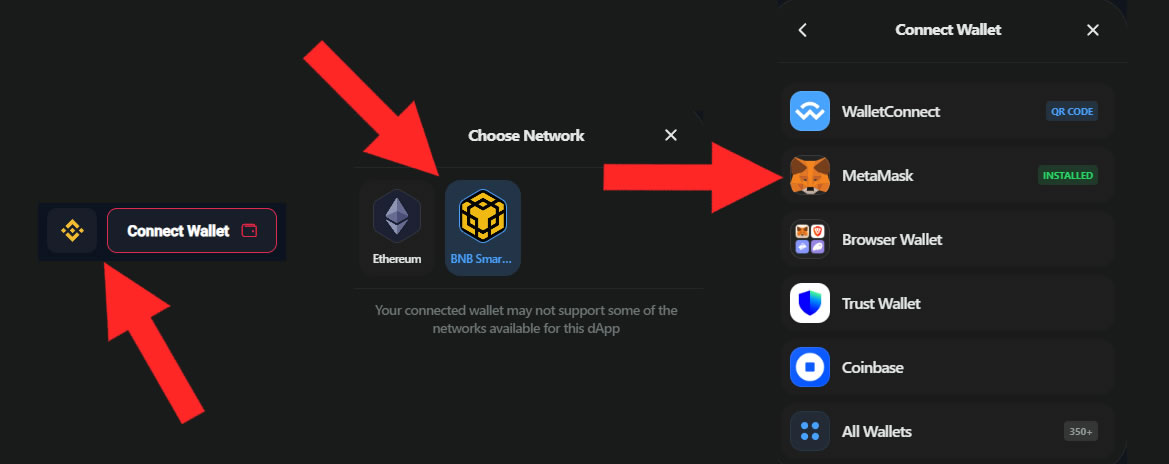 Connect Wallet
Choose Network
Ethereum
BNB Smar...
Your connected wallet may not support some of the
networks available for this dApp
Connect Wallet
WalletConnect
QR CODE
MetaMask
INSTALLED
Browser Wallet
Trust Wallet
Coinbase
All Wallets
350+